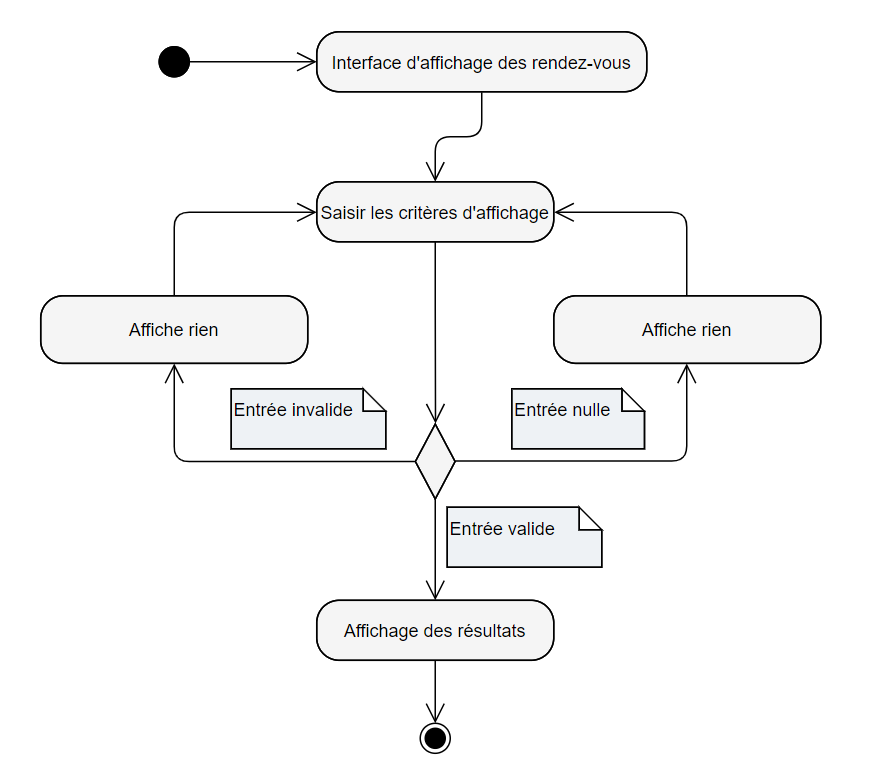 Interface d'affichage des rendez-vous
Saisir les critères d'affichage
Affiche rien
Affiche rien
Entrée invalide
Entrée nulle
Entrée valide
Affichage des résultats